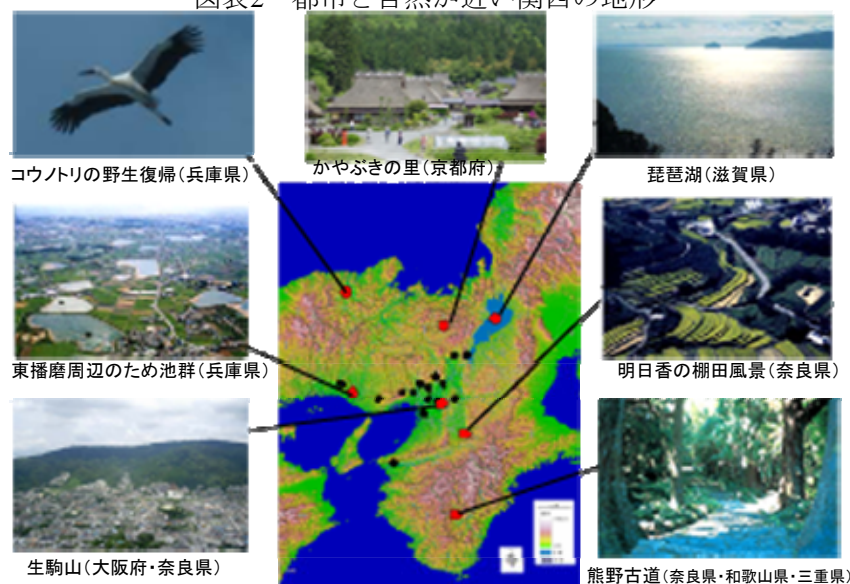 図表2 都市と自然が近い関西の地形
コウノトリの野生復帰(兵庫県)
かやぶきの里(京都府)
琵琶湖(滋賀県)
東播磨周辺のため池群(兵庫県)
明日香の棚田風景(奈良県)
生駒山(大阪府・奈良県)
熊野古道(奈良県・和歌山県・三重県)